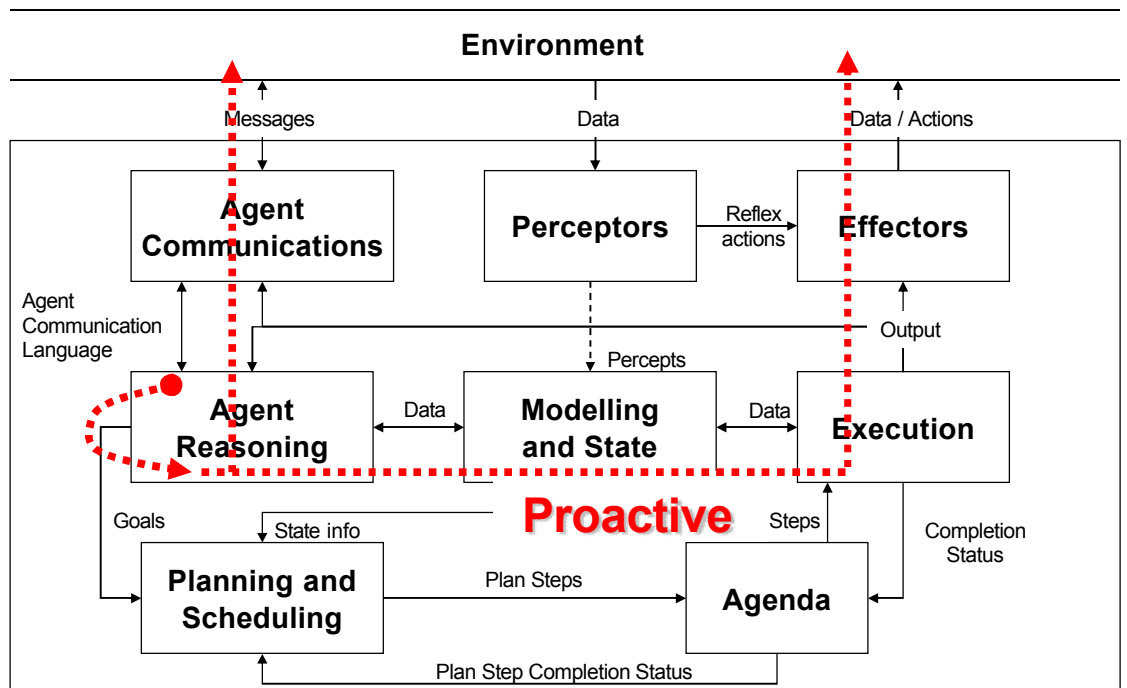 Environment
Messages
Data
Data / Actions
Agent
Communications
Perceptors
Reflex
actions
Effectors
Agent
Communication
Language
Output
Percepts
Agent
Reasoning
Data
Modelling
and State
Data
Execution
Goals
State info
Proactive
Steps
Completion
Status
Planning and
Scheduling
Plan Steps
Agenda
Plan Step Completion Status